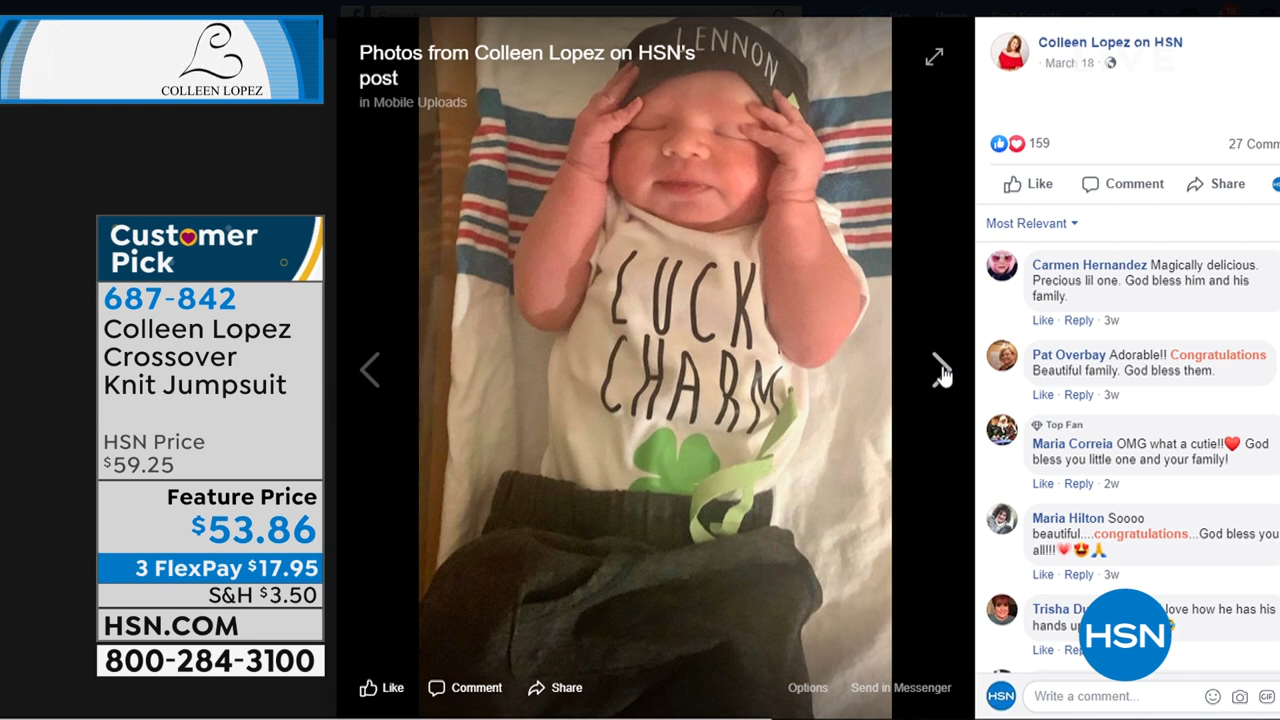 COLLEEN LOPEZ
Customer
Pick
687-842
Colleen Lopez
Crossover
Knit Jumpsuit
HSN Price
$59.25
Feature Price
$53.86
3 FlexPay $17.95
S&H $3.50
HSN.COM
800-284-3100
Photos from Colleen Lopez on HSN's
post
in Mobile Uploads
LENNON
LUCK
CHARM
Like Comment Share
Options Send in Messenger
Colleen Lopez on HSN
· March 18 ·
159
27
Like Comment Share
Most Relevant
Carmen Hernandez Magically delicious.
Precious lil one. God bless him and his
family.
Like · Reply · 3w
Pat Overbay Adorable!! Congratulations
Beautiful family. God bless them.
Like · Reply · 3w
Top Fan
Maria Correia OMG what a cutie!!❤️ God
bless you little one and your family!
Like · Reply · 2w
Maria Hilton Soooo
beautiful....congratulations...God bless you
all!!!💗😍🙏
Like · Reply · 3w
Trisha love how he has his
hands
Like ·
HSN
HSN
Write a comment...
GIF